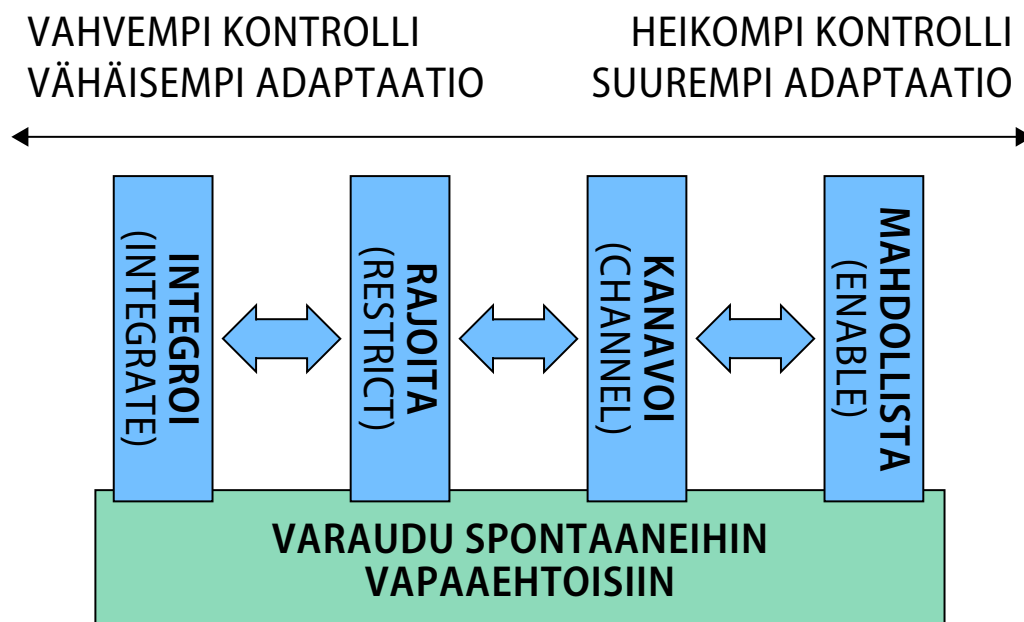 VAHVEMPI KONTROLLI
VÄHÄISEMPI ADAPTAATIO
HEIKOMPI KONTROLLI
SUUREMPI ADAPTAATIO
INTEGROI
(INTEGRATE)
RAJOITA
(RESTRICT)
KANAVOI
(CHANNEL)
MAHDOLLISTA
(ENABLE)
VARAUDU SPONTAANEIHIN
VAPAAEHTOISIIN